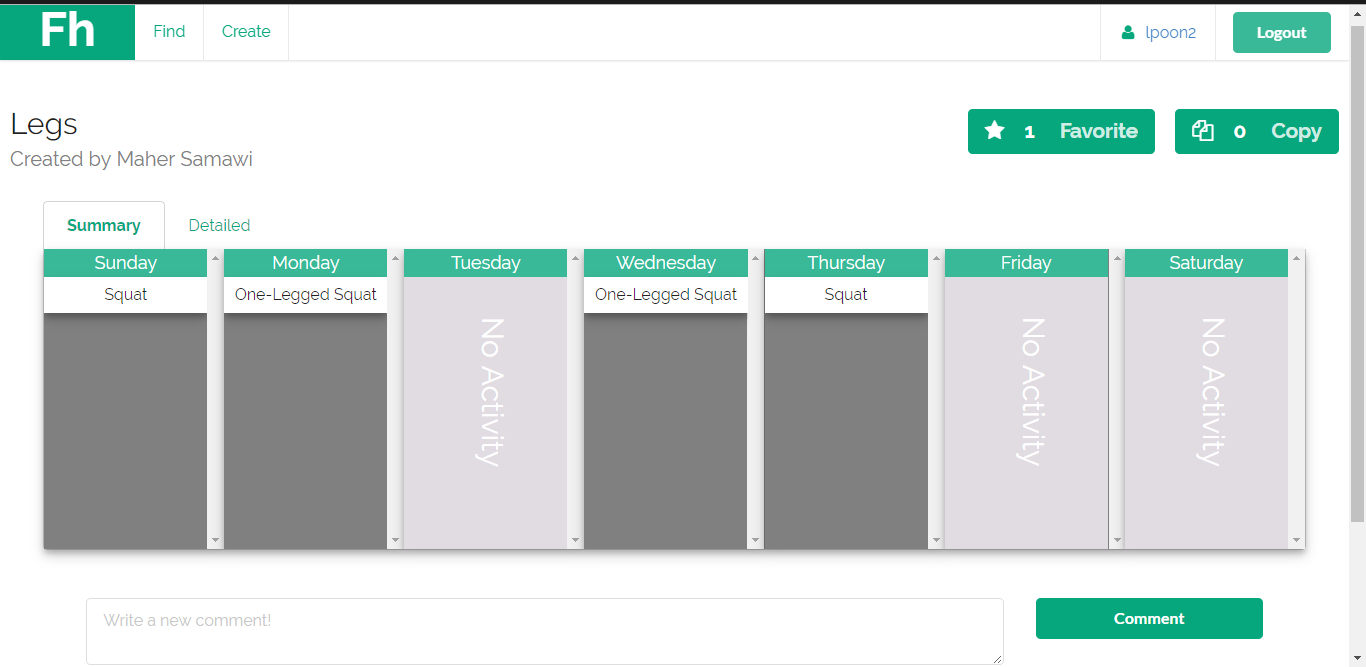 Fh Find Create lpoon2 Logout
Legs
Created by Maher Samawi
1 Favorite 0 Copy
Summary Detailed
Sunday Monday Tuesday Wednesday Thursday Friday Saturday
Squat One-Legged Squat One-Legged Squat Squat
No Activity No Activity No Activity
Write a new comment! Comment